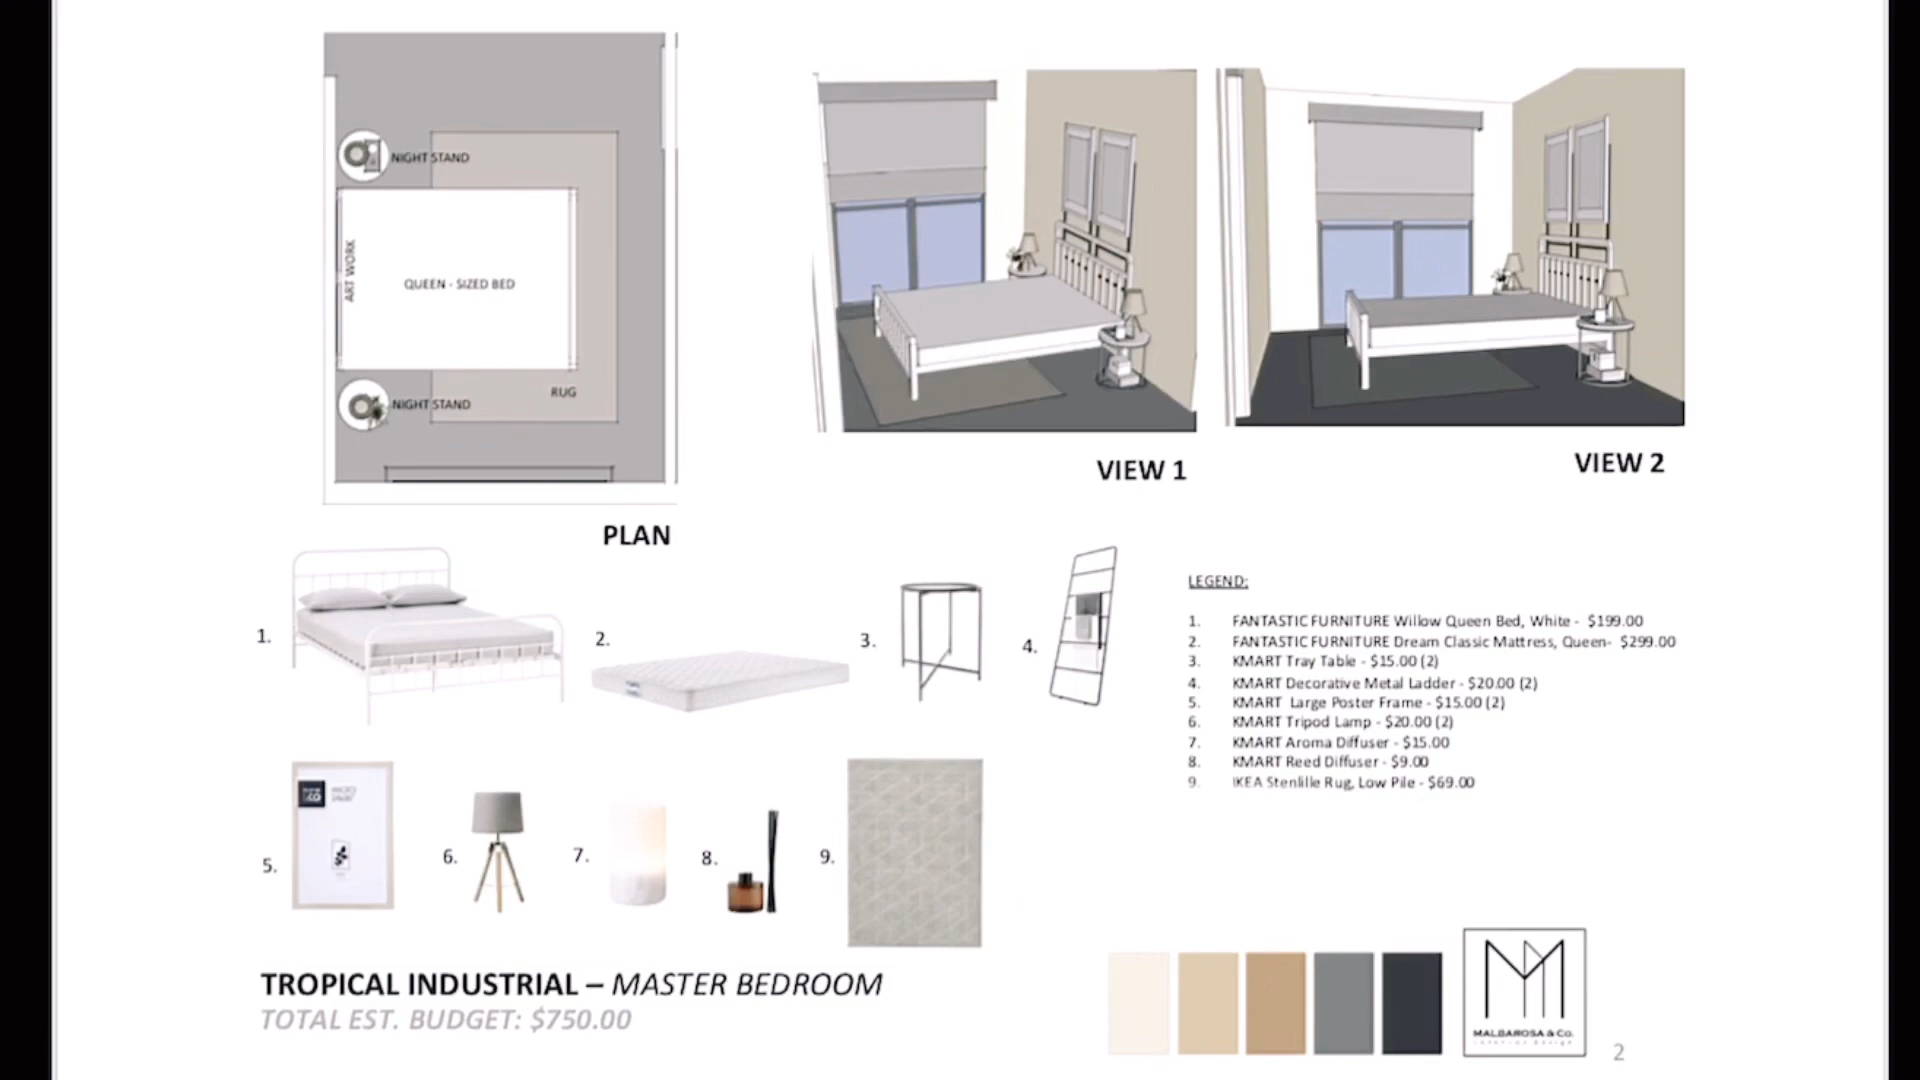 NIGHT STAND
ART WORK
QUEEN - SIZED BED
RUG
NIGHT STAND
PLAN
VIEW 1
VIEW 2
1.
2.
3.
4.
5.
6.
7.
8.
9.
LEGEND:
1. FANTASTIC FURNITURE Willow Queen Bed, White - $199.00
2. FANTASTIC FURNITURE Dream Classic Mattress, Queen- $299.00
3. KMART Tray Table - $15.00 (2)
4. KMART Decorative Metal Ladder - $20.00 (2)
5. KMART Large Poster Frame - $15.00 (2)
6. KMART Tripod Lamp - $20.00 (2)
7. KMART Aroma Diffuser - $15.00
8. KMART Reed Diffuser - $9.00
9. IKEA Stenlille Rug, Low Pile - $69.00
TROPICAL INDUSTRIAL – MASTER BEDROOM
TOTAL EST. BUDGET: $750.00
MALBAROSA & Co.
2